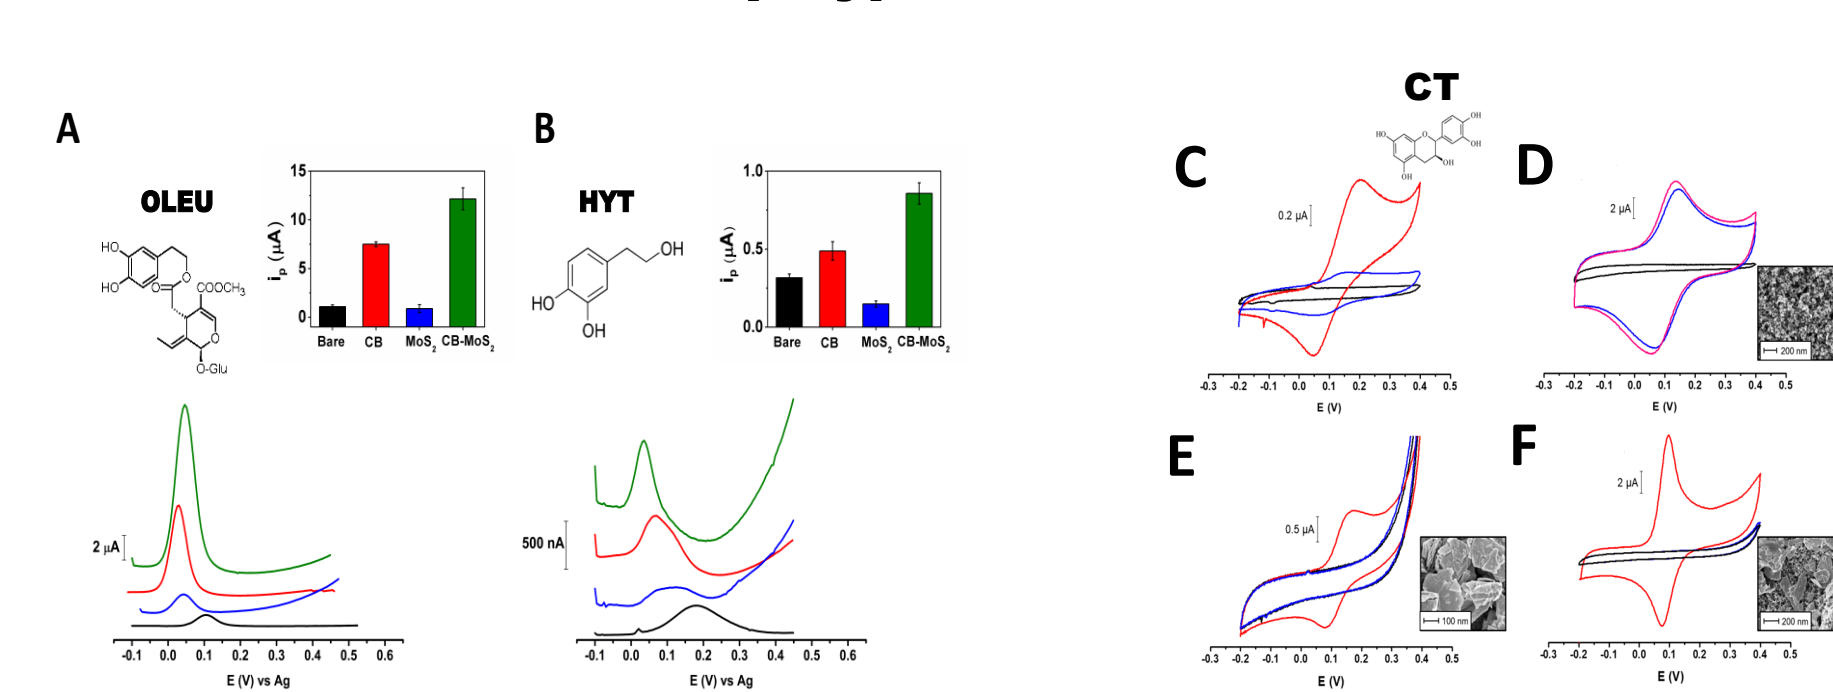 A
OLEU
HO
HO
O
O
COOCH3
O
O-Glu
15
10
5
0
ip (µA)
Bare CB MoS2 CB-MoS2
2 µA
-0.1 0.0 0.1 0.2 0.3 0.4 0.5 0.6
E (V) vs Ag
B
HYT
OH
HO
OH
1.0
0.5
0.0
ip (µA)
Bare CB MoS2 CB-MoS2
500 nA
-0.1 0.0 0.1 0.2 0.3 0.4 0.5 0.6
E (V) vs Ag
CT
OH
HO
O
OH
OH
OH
C
0.2 µA
-0.3 -0.2 -0.1 0.0 0.1 0.2 0.3 0.4 0.5
E (V)
D
2 µA
200 nm
-0.3 -0.2 -0.1 0.0 0.1 0.2 0.3 0.4 0.5
E (V)
E
0.5 µA
100 nm
-0.3 -0.2 -0.1 0.0 0.1 0.2 0.3 0.4 0.5
E (V)
F
2 µA
200 nm
-0.3 -0.2 -0.1 0.0 0.1 0.2 0.3 0.4 0.5
E (V)